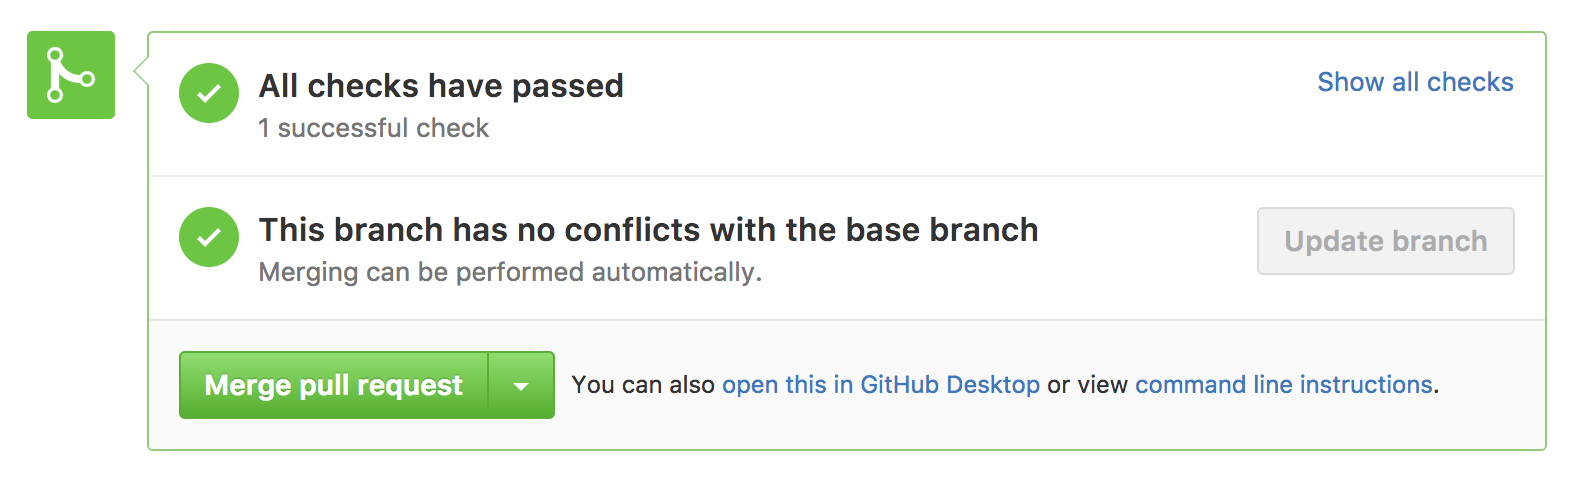 All checks have passed
Show all checks
1 successful check
This branch has no conflicts with the base branch
Update branch
Merging can be performed automatically.
Merge pull request
You can also open this in GitHub Desktop or view command line instructions.